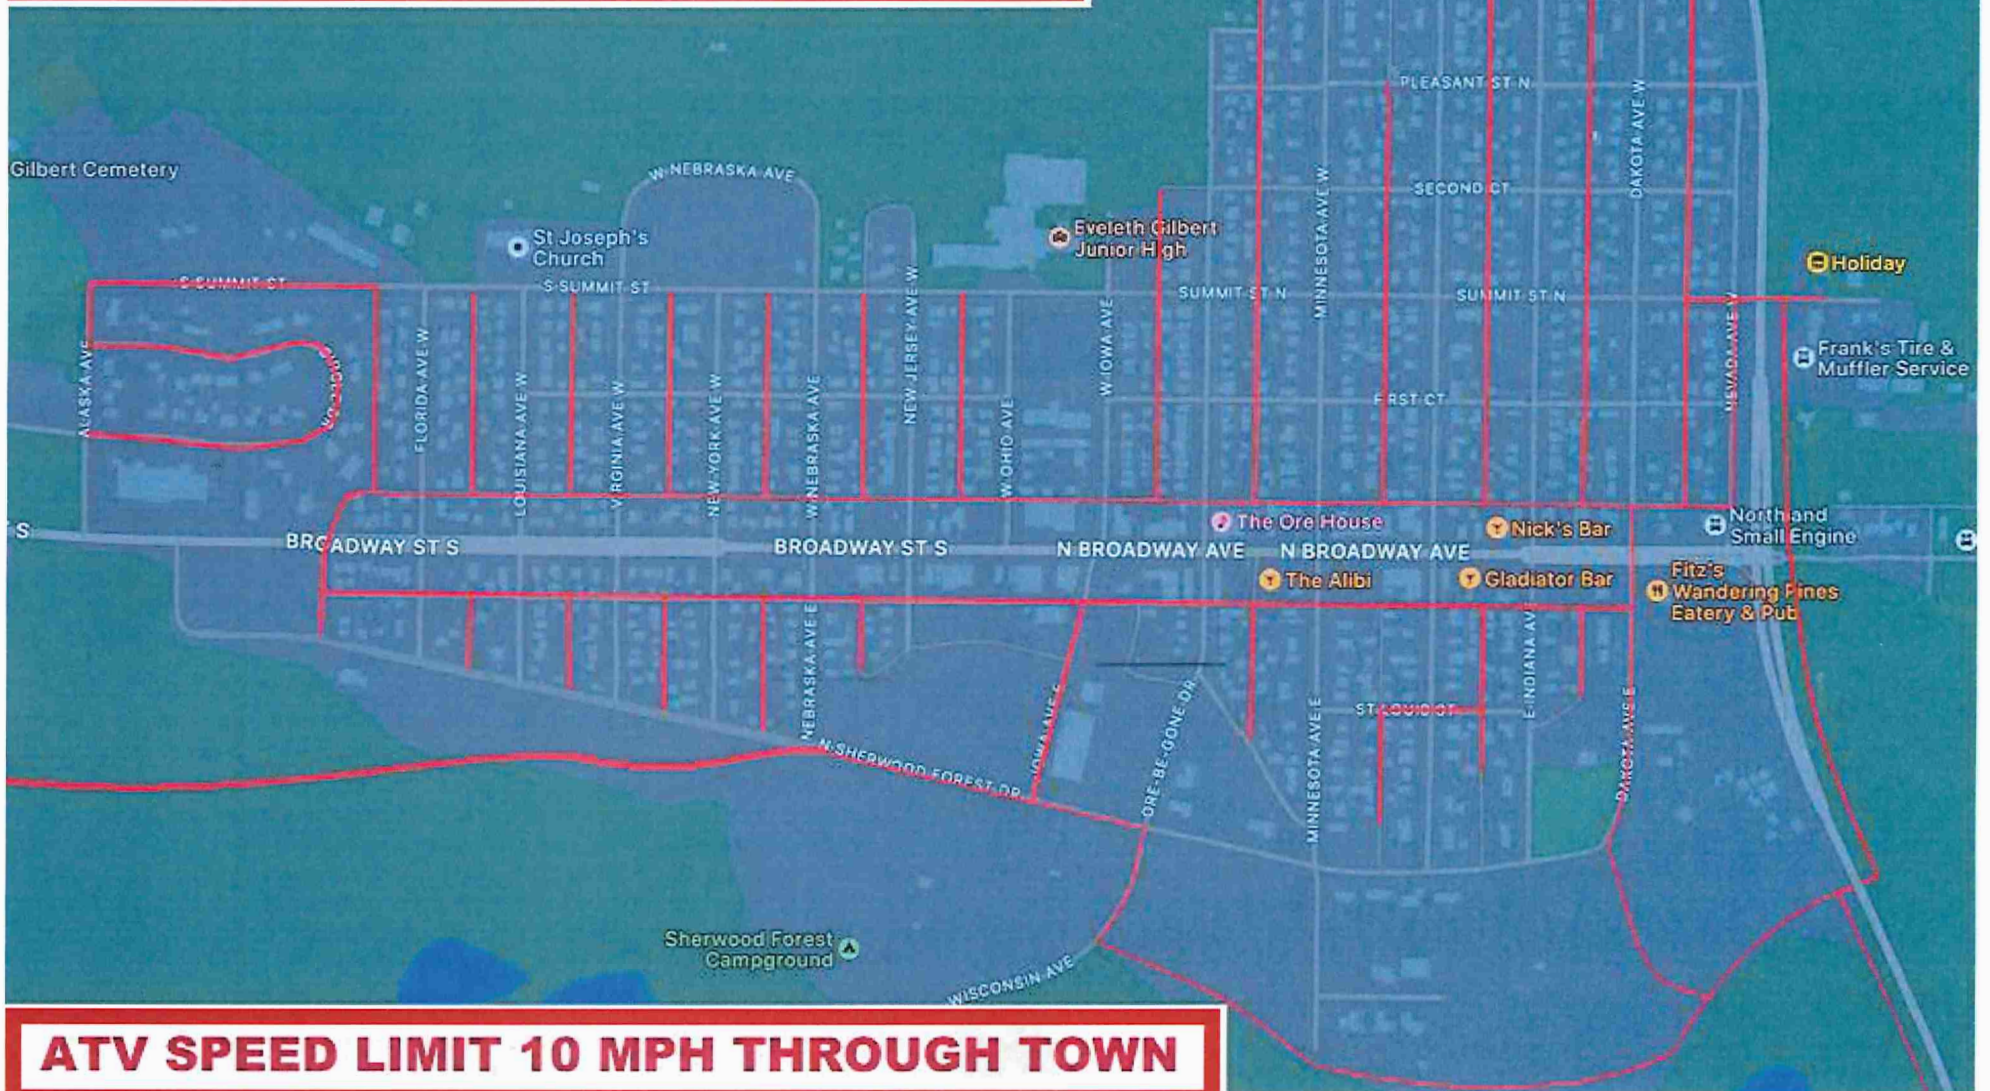 PLEASANT ST N
DAKOTA AVE W
Gilbert Cemetery
W NEBRASKA AVE
SECOND CT
MINNESOTA AVE W
St Joseph's
Church
Eveleth Gilbert
Junior High
Holiday
S SUMMIT ST
S SUMMIT ST
SUMMIT ST N
SUMMIT ST N
NEW JERSEY AVE W
W IOWA AVE
NEVADA AVE W
Frank's Tire &
Muffler Service
ALASKA AVE
FLORIDA AVE W
LOUISIANA AVE W
VIRGINIA AVE W
NEW YORK AVE W
W NEBRASKA AVE
W OHIO AVE
FIRST CT
S
BROADWAY ST S
BROADWAY ST S
N BROADWAY AVE
N BROADWAY AVE
The Ore House
Nick's Bar
Northland
Small Engine
The Alibi
Gladiator Bar
Fitz's
Wandering Pines
Eatery & Pub
NEBRASKA AVE E
IOWA AVE E
ORE-BE-GONE DR
MINNESOTA AVE E
ST LOUIS CT
E INDIANA AVE
DAKOTA AVE E
N SHERWOOD FOREST DR
Sherwood Forest
Campground
WISCONSIN AVE
ATV SPEED LIMIT 10 MPH THROUGH TOWN